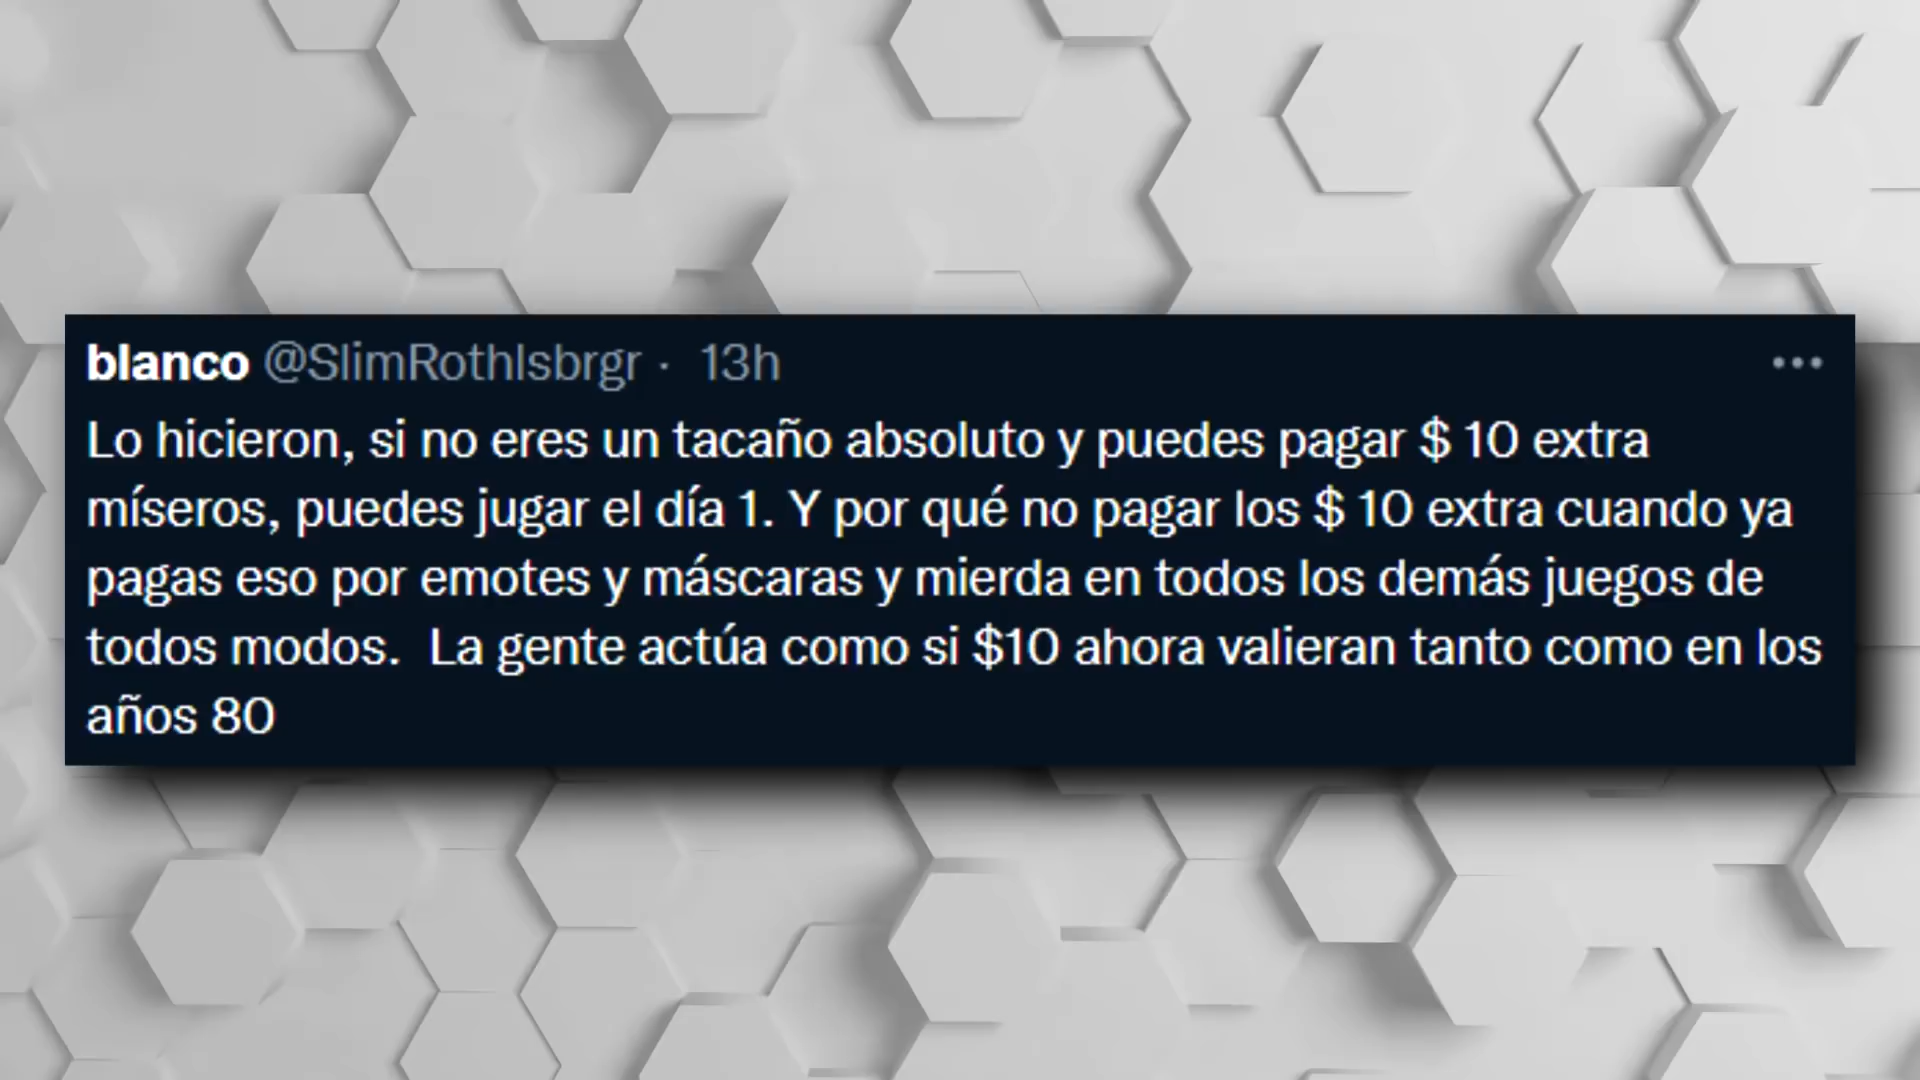 blanco @SlimRothlsbrgr · 13h
Lo hicieron, si no eres un tacaño absoluto y puedes pagar $ 10 extra
míseros, puedes jugar el día 1. Y por qué no pagar los $ 10 extra cuando ya
pagas eso por emotes y máscaras y mierda en todos los demás juegos de
todos modos.  La gente actúa como si $10 ahora valieran tanto como en los
años 80